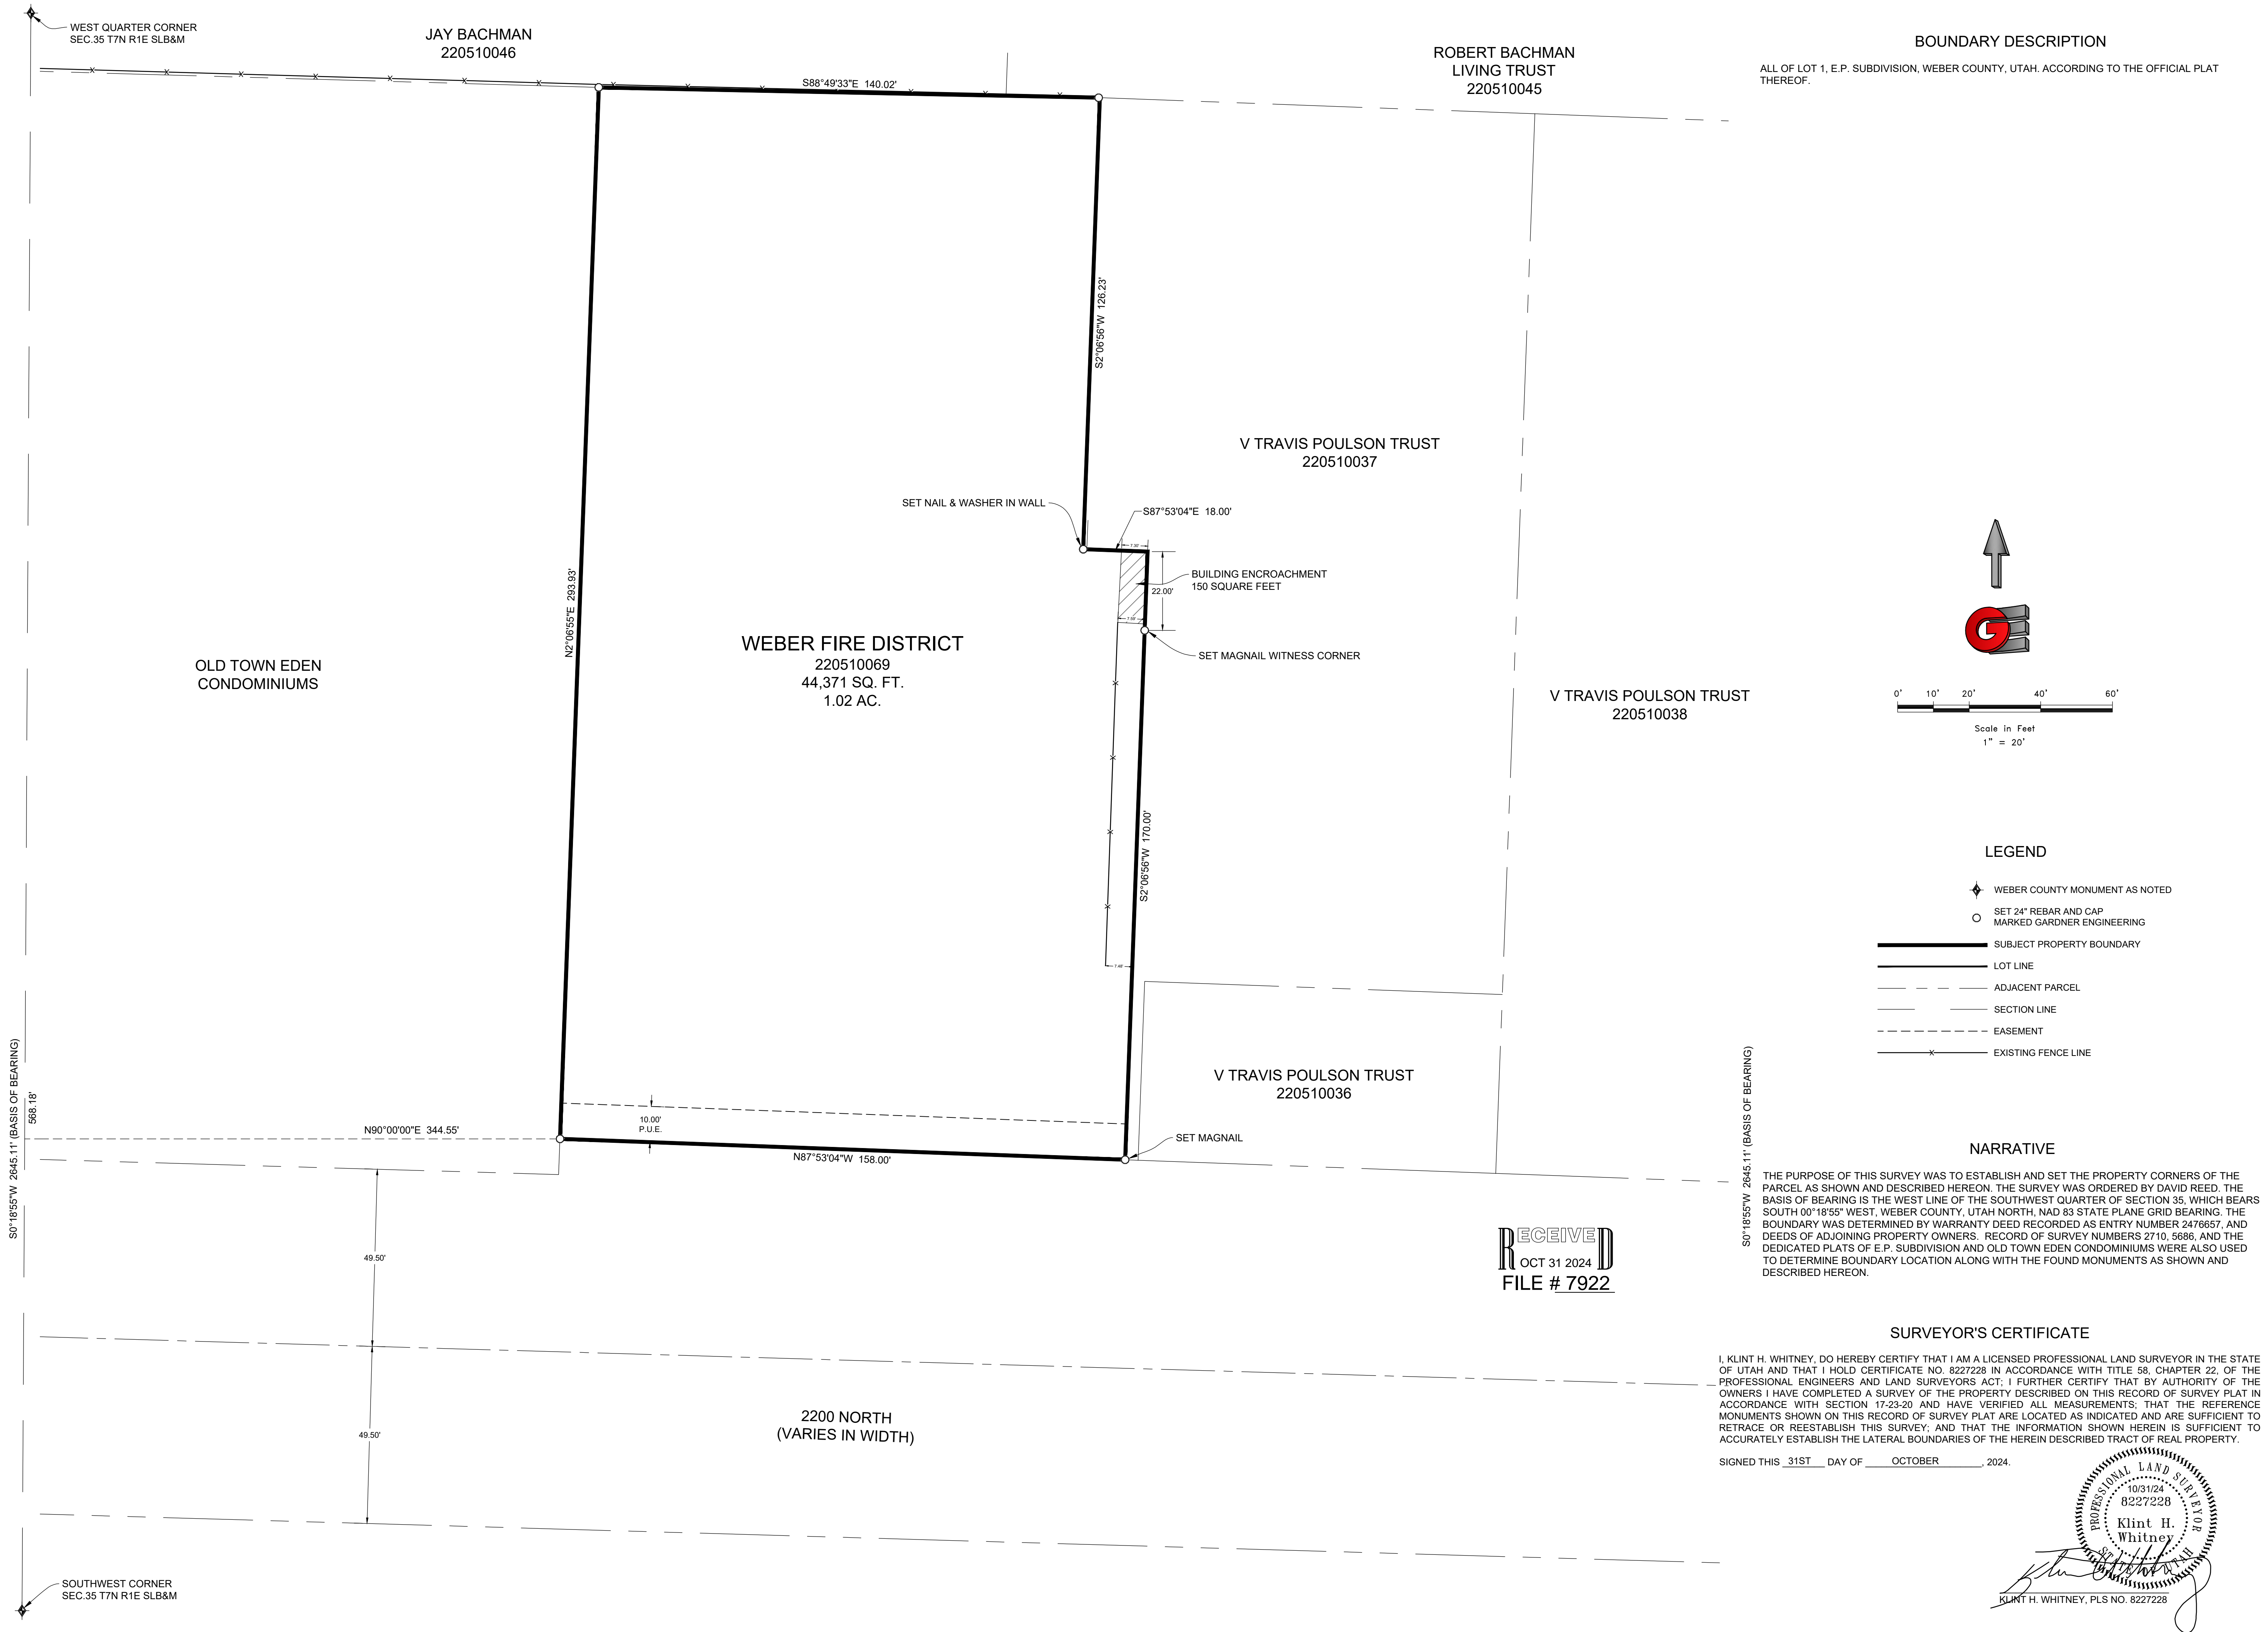 WEST QUARTER CORNER
SEC.35 T7N R1E SLB&M
JAY BACHMAN
220510046
S88°49'33"E 140.02'
ROBERT BACHMAN
LIVING TRUST
220510045
BOUNDARY DESCRIPTION
ALL OF LOT 1, E.P. SUBDIVISION, WEBER COUNTY, UTAH. ACCORDING TO THE OFFICIAL PLAT
THEREOF.
S2°06'56"W 126.23'
V TRAVIS POULSON TRUST
220510037
SET NAIL & WASHER IN WALL
S87°53'04"E 18.00'
BUILDING ENCROACHMENT
150 SQUARE FEET
22.00'
SET MAGNAIL WITNESS CORNER
N2°06'55"E 293.93'
WEBER FIRE DISTRICT
220510069
44,371 SQ. FT.
1.02 AC.
OLD TOWN EDEN
CONDOMINIUMS
V TRAVIS POULSON TRUST
220510038
G
0' 10' 20' 40' 60'
Scale in Feet
1" = 20'
S2°06'56"W 170.00'
LEGEND
WEBER COUNTY MONUMENT AS NOTED
SET 24" REBAR AND CAP
MARKED GARDNER ENGINEERING
SUBJECT PROPERTY BOUNDARY
LOT LINE
ADJACENT PARCEL
SECTION LINE
EASEMENT
EXISTING FENCE LINE
V TRAVIS POULSON TRUST
220510036
S0°18'55"W 2645.11' (BASIS OF BEARING)
568.18'
N90°00'00"E 344.55'
10.00'
P.U.E.
N87°53'04"W 158.00'
SET MAGNAIL
S0°18'55"W 2645.11' (BASIS OF BEARING)
NARRATIVE
THE PURPOSE OF THIS SURVEY WAS TO ESTABLISH AND SET THE PROPERTY CORNERS OF THE
PARCEL AS SHOWN AND DESCRIBED HEREON. THE SURVEY WAS ORDERED BY DAVID REED. THE
BASIS OF BEARING IS THE WEST LINE OF THE SOUTHWEST QUARTER OF SECTION 35, WHICH BEARS
SOUTH 00°18'55" WEST, WEBER COUNTY, UTAH NORTH, NAD 83 STATE PLANE GRID BEARING. THE
BOUNDARY WAS DETERMINED BY WARRANTY DEED RECORDED AS ENTRY NUMBER 2476657, AND
DEEDS OF ADJOINING PROPERTY OWNERS. RECORD OF SURVEY NUMBERS 2710, 5686, AND THE
DEDICATED PLATS OF E.P. SUBDIVISION AND OLD TOWN EDEN CONDOMINIUMS WERE ALSO USED
TO DETERMINE BOUNDARY LOCATION ALONG WITH THE FOUND MONUMENTS AS SHOWN AND
DESCRIBED HEREON.
RECEIVED
OCT 31 2024
FILE # 7922
49.50'
49.50'
2200 NORTH
(VARIES IN WIDTH)
SURVEYOR'S CERTIFICATE
I, KLINT H. WHITNEY, DO HEREBY CERTIFY THAT I AM A LICENSED PROFESSIONAL LAND SURVEYOR IN THE STATE
OF UTAH AND THAT I HOLD CERTIFICATE NO. 8227228 IN ACCORDANCE WITH TITLE 58, CHAPTER 22, OF THE
PROFESSIONAL ENGINEERS AND LAND SURVEYORS ACT; I FURTHER CERTIFY THAT BY AUTHORITY OF THE
OWNERS I HAVE COMPLETED A SURVEY OF THE PROPERTY DESCRIBED ON THIS RECORD OF SURVEY PLAT IN
ACCORDANCE WITH SECTION 17-23-20 AND HAVE VERIFIED ALL MEASUREMENTS; THAT THE REFERENCE
MONUMENTS SHOWN ON THIS RECORD OF SURVEY PLAT ARE LOCATED AS INDICATED AND ARE SUFFICIENT TO
RETRACE OR REESTABLISH THIS SURVEY; AND THAT THE INFORMATION SHOWN HEREIN IS SUFFICIENT TO
ACCURATELY ESTABLISH THE LATERAL BOUNDARIES OF THE HEREIN DESCRIBED TRACT OF REAL PROPERTY.
SIGNED THIS 31ST DAY OF OCTOBER, 2024.
PROFESSIONAL LAND SURVEYOR
10/31/24
8227228
Klint H.
Whitney
STATE OF UTAH
KLINT H. WHITNEY, PLS NO. 8227228
SOUTHWEST CORNER
SEC.35 T7N R1E SLB&M